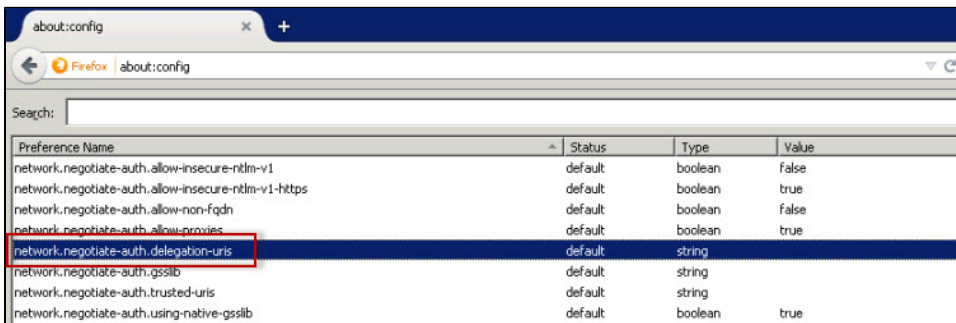 about:config × +
Firefox about:config
Search:
Preference Name Status Type Value
network.negotiate-auth.allow-insecure-ntlm-v1 default boolean false
network.negotiate-auth.allow-insecure-ntlm-v1-https default boolean true
network.negotiate-auth.allow-non-fqdn default boolean false
network.negotiate-auth.allow-proxies default boolean true
network.negotiate-auth.delegation-uris default string
network.negotiate-auth.gsslib default string
network.negotiate-auth.trusted-uris default string
network.negotiate-auth.using-native-gsslib default boolean true